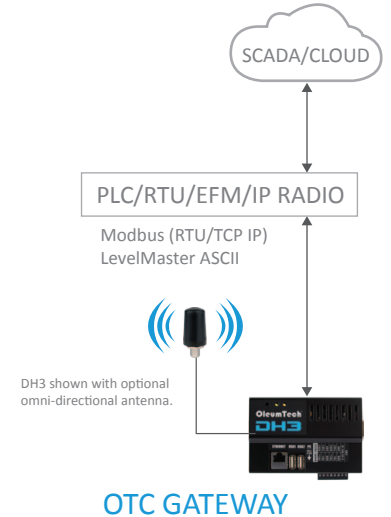 SCADA/CLOUD
PLC/RTU/EFM/IP RADIO
Modbus (RTU/TCP IP)
LevelMaster ASCII
DH3 shown with optional
omni-directional antenna.
OleumTech
DH3
ETHERNET
OTC GATEWAY